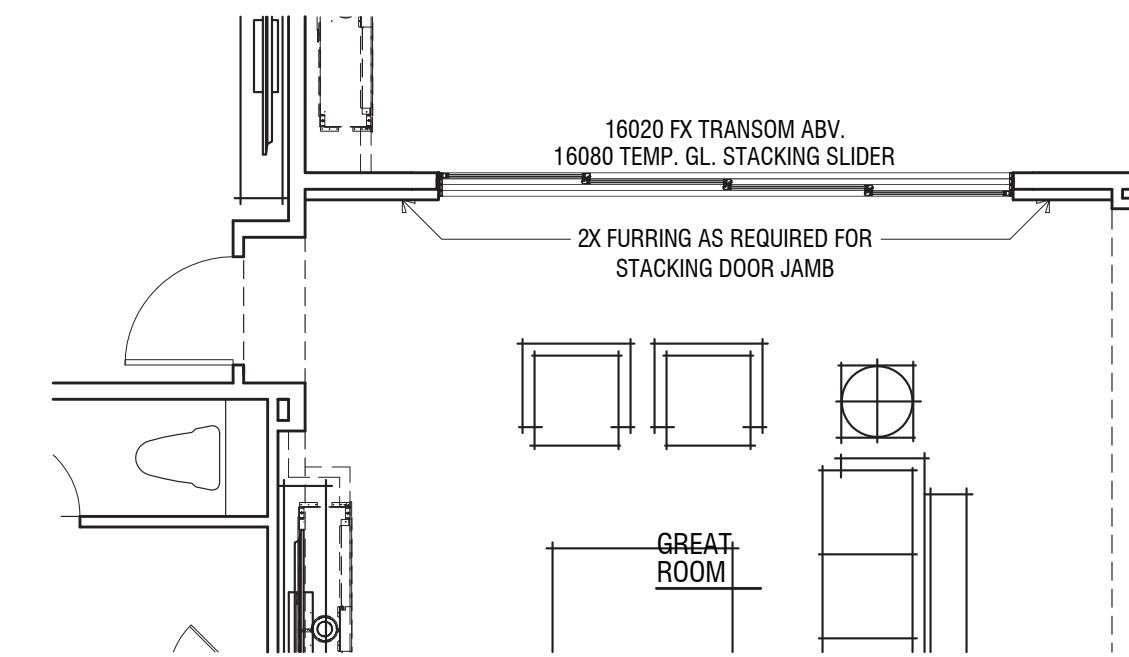 16020 FX TRANSOM ABV.
16080 TEMP. GL. STACKING SLIDER
2X FURRING AS REQUIRED FOR
STACKING DOOR JAMB
GREAT
ROOM